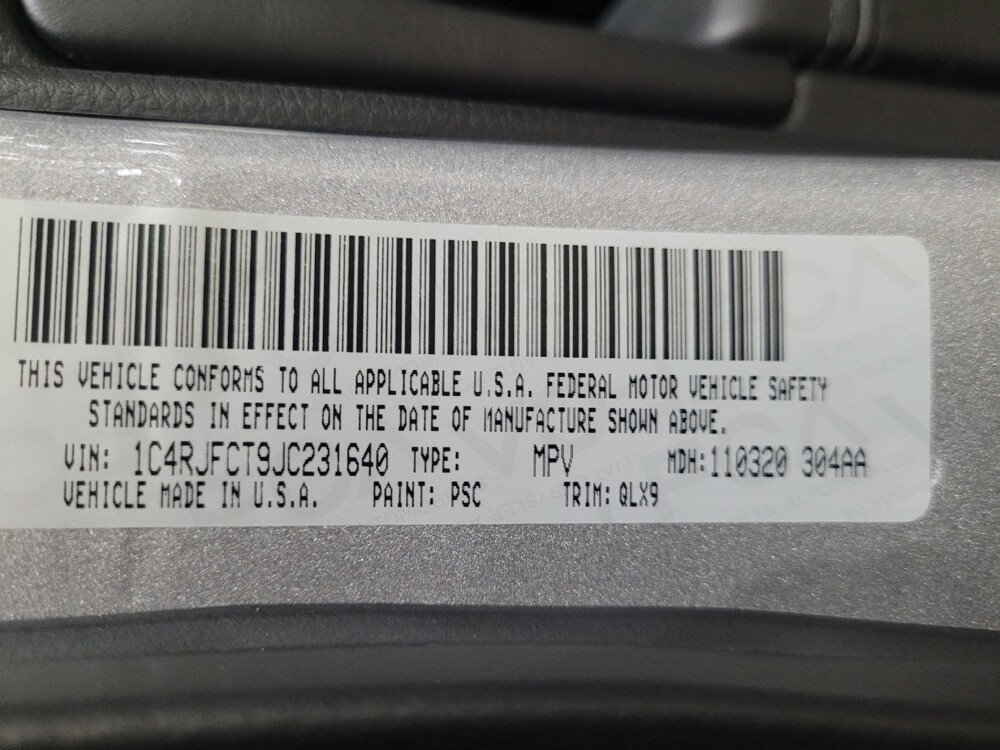 THIS VEHICLE CONFORMS TO ALL APPLICABLE U.S.A. FEDERAL MOTOR VEHICLE SAFETY
STANDARDS IN EFFECT ON THE DATE OF MANUFACTURE SHOWN ABOVE.
VIN: 1C4RJFCT9JC231640 TYPE: MPV MDH:110320 304AA
VEHICLE MADE IN U.S.A. PAINT: PSC TRIM: QLX9